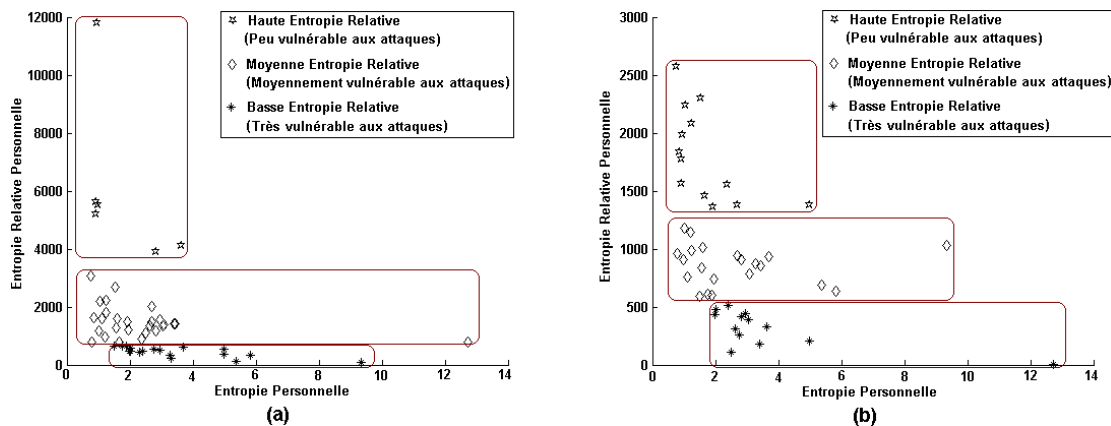 12000
10000
8000
6000
4000
2000
0
Entropie Relative Personnelle
Haute Entropie Relative
(Peu vulnérable aux attaques)
Moyenne Entropie Relative
(Moyennement vulnérable aux attaques)
Basse Entropie Relative
(Très vulnérable aux attaques)
0 2 4 6 8 10 12 14
Entropie Personnelle
(a)
3000
2500
2000
1500
1000
500
0
Entropie Relative Personnelle
Haute Entropie Relative
(Peu vulnérable aux attaques)
Moyenne Entropie Relative
(Moyennement vulnérable aux attaques)
Basse Entropie Relative
(Très vulnérable aux attaques)
0 2 4 6 8 10 12 14
Entropie Personnelle
(b)